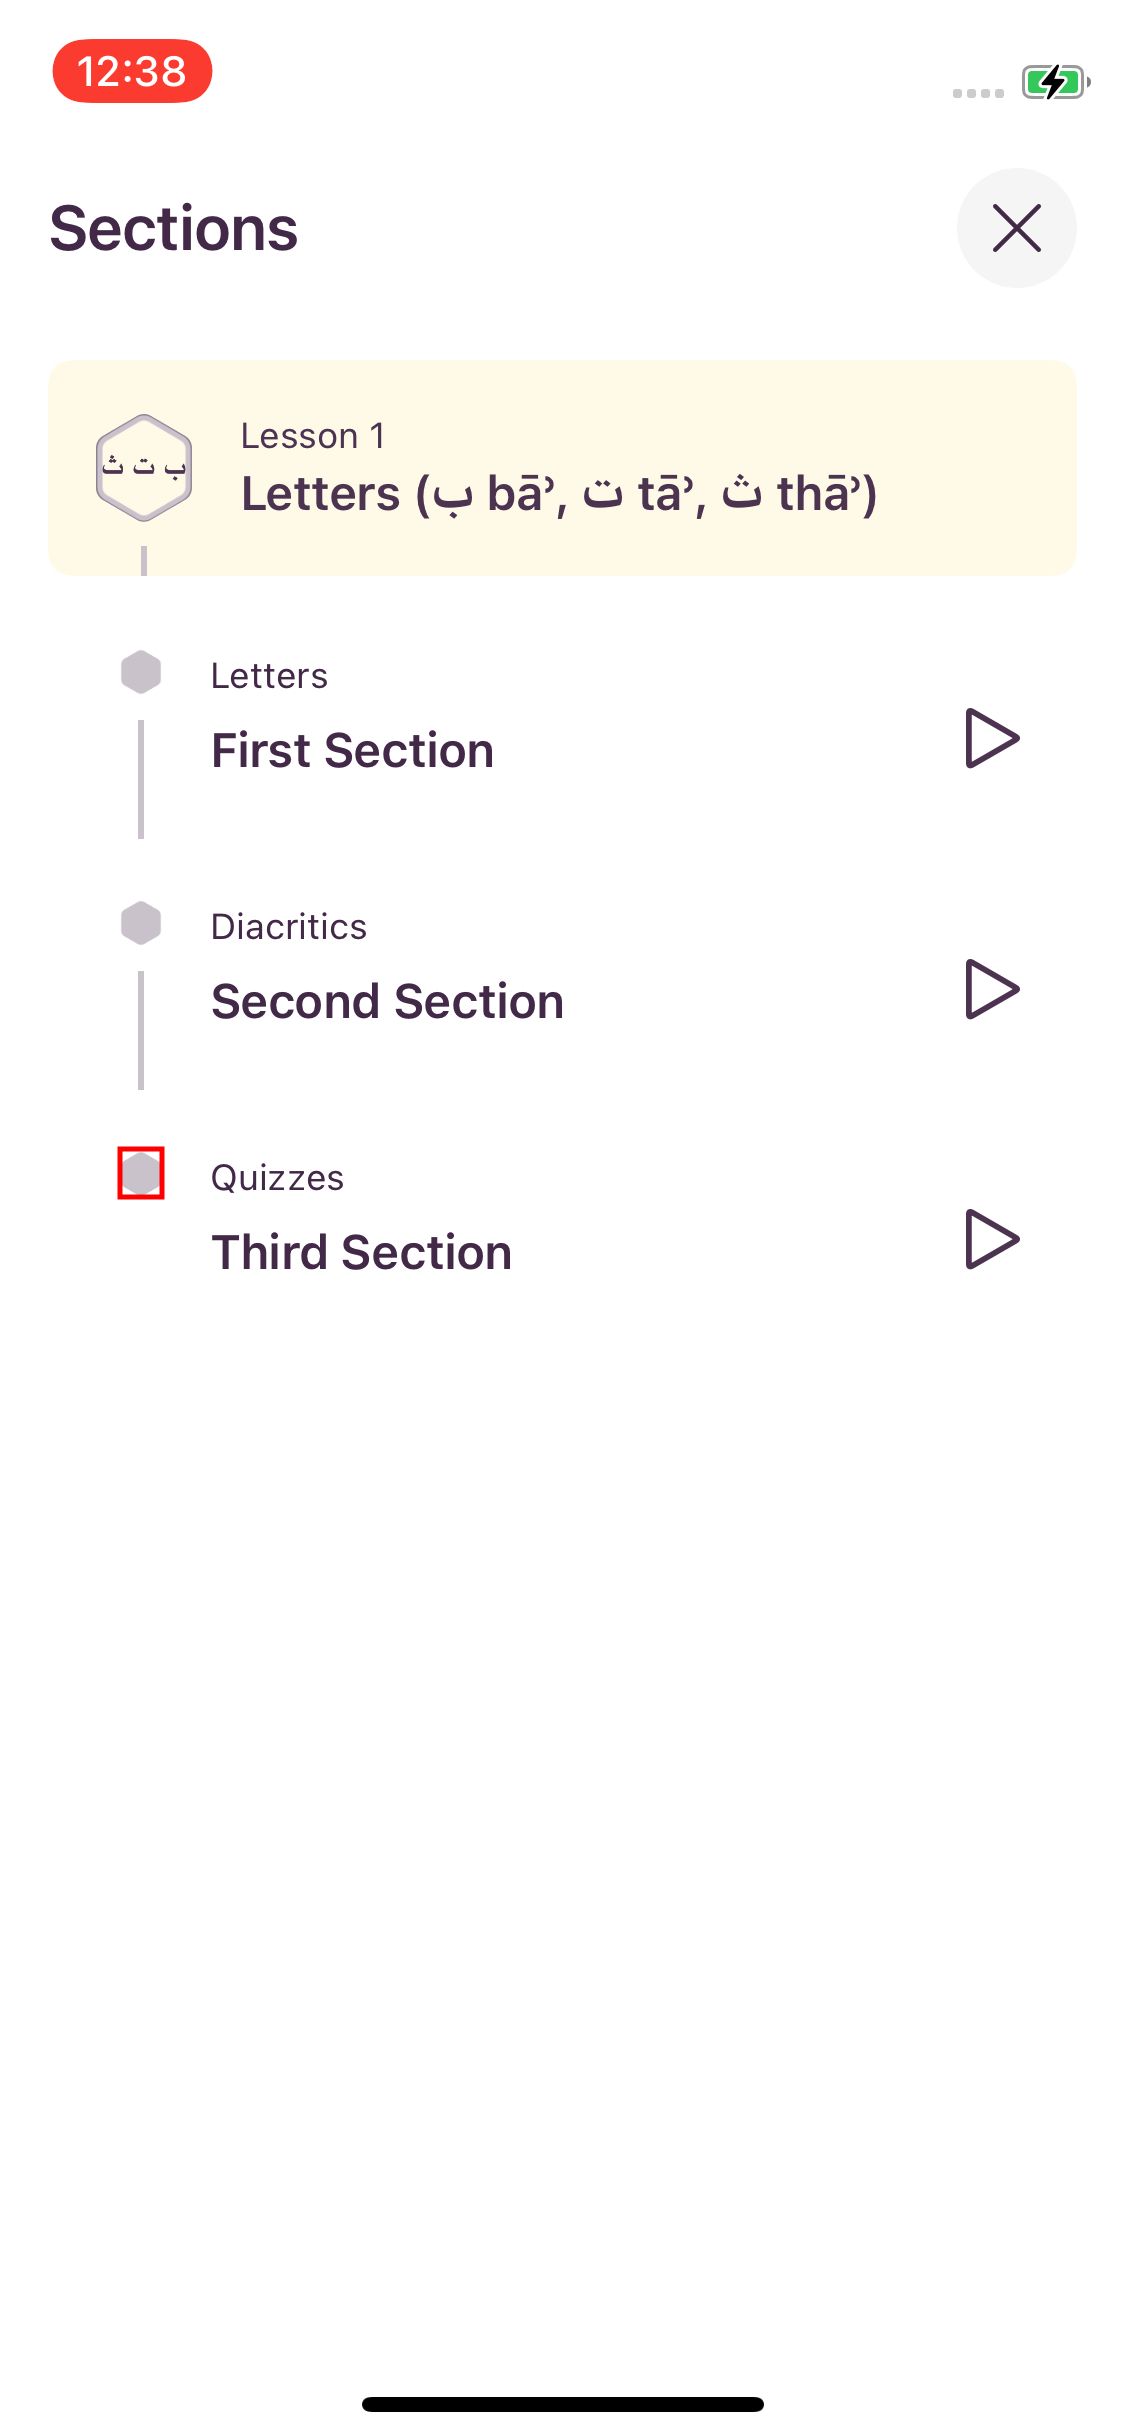 12:38
Sections
ب ت ث
Lesson 1
Letters (ب bāʾ, ت tāʾ, ث thāʾ)
Letters
First Section
Diacritics
Second Section
Quizzes
Third Section